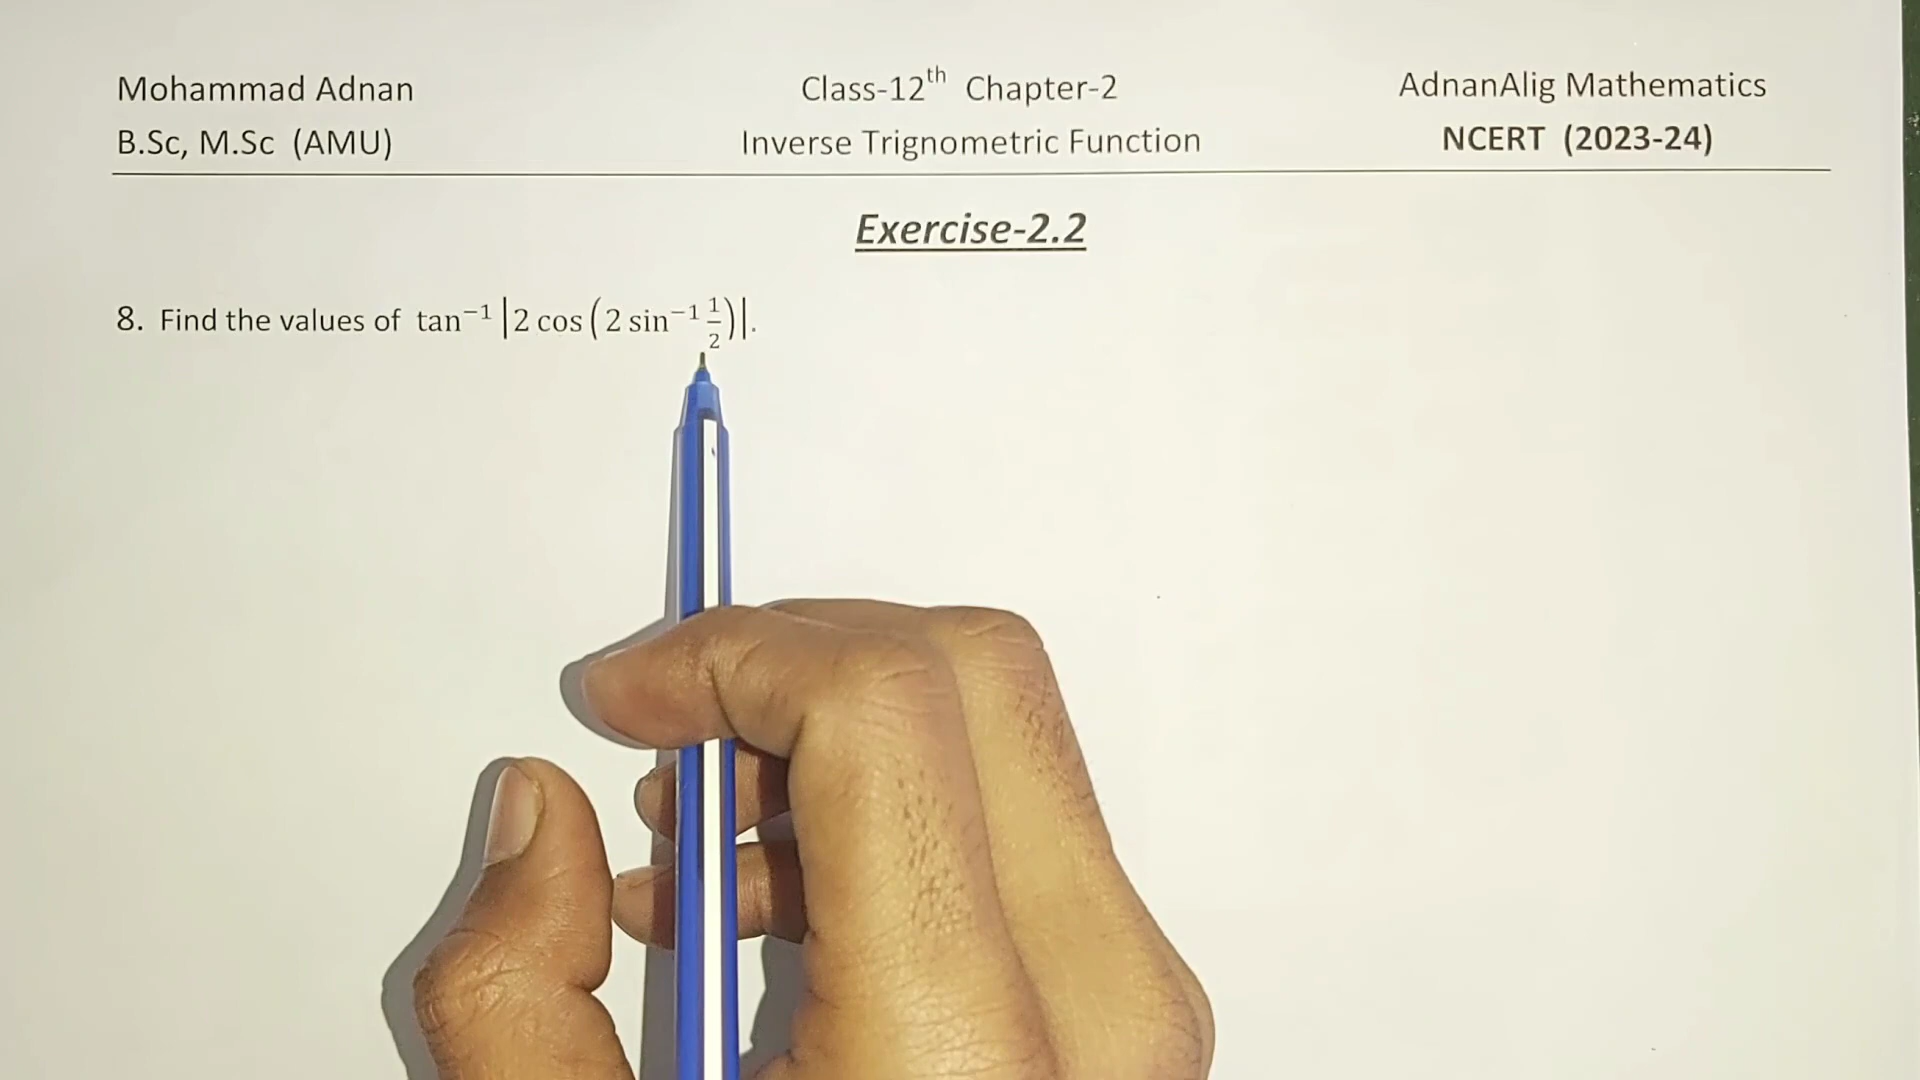 Mohammad Adnan
B.Sc, M.Sc (AMU)
Class-12th Chapter-2
Inverse Trignometric Function
AdnanAlig Mathematics
NCERT (2023-24)
Exercise-2.2
8. Find the values of tan⁻¹ |2 cos (2 sin⁻¹ 1/2)|.